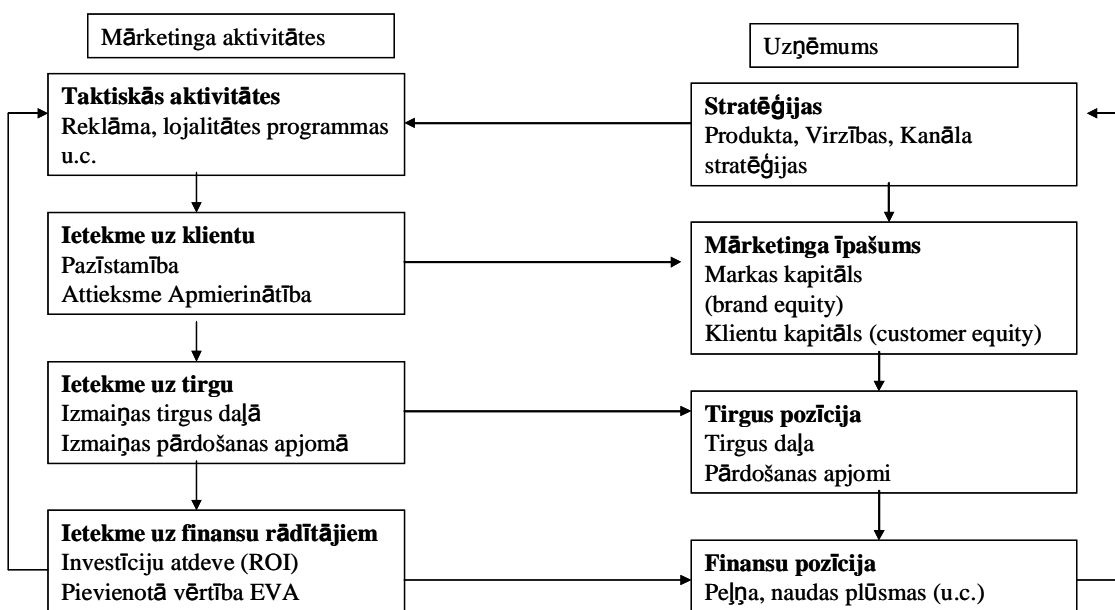 Mārketinga aktivitātes
Uzņēmums
Taktiskās aktivitātes
Reklāma, lojalitātes programmas
u.c.
Stratēģijas
Produkta, Virzības, Kanāla
stratēģijas
Ietekme uz klientu
Pazīstamība
Attieksme Apmierinātība
Mārketinga īpašums
Markas kapitāls
(brand equity)
Klientu kapitāls (customer equity)
Ietekme uz tirgu
Izmaiņas tirgus daļā
Izmaiņas pārdošanas apjomā
Tirgus pozīcija
Tirgus daļa
Pārdošanas apjomi
Ietekme uz finansu rādītājiem
Investīciju atdeve (ROI)
Pievienotā vērtība EVA
Finansu pozīcija
Peļņa, naudas plūsmas (u.c.)